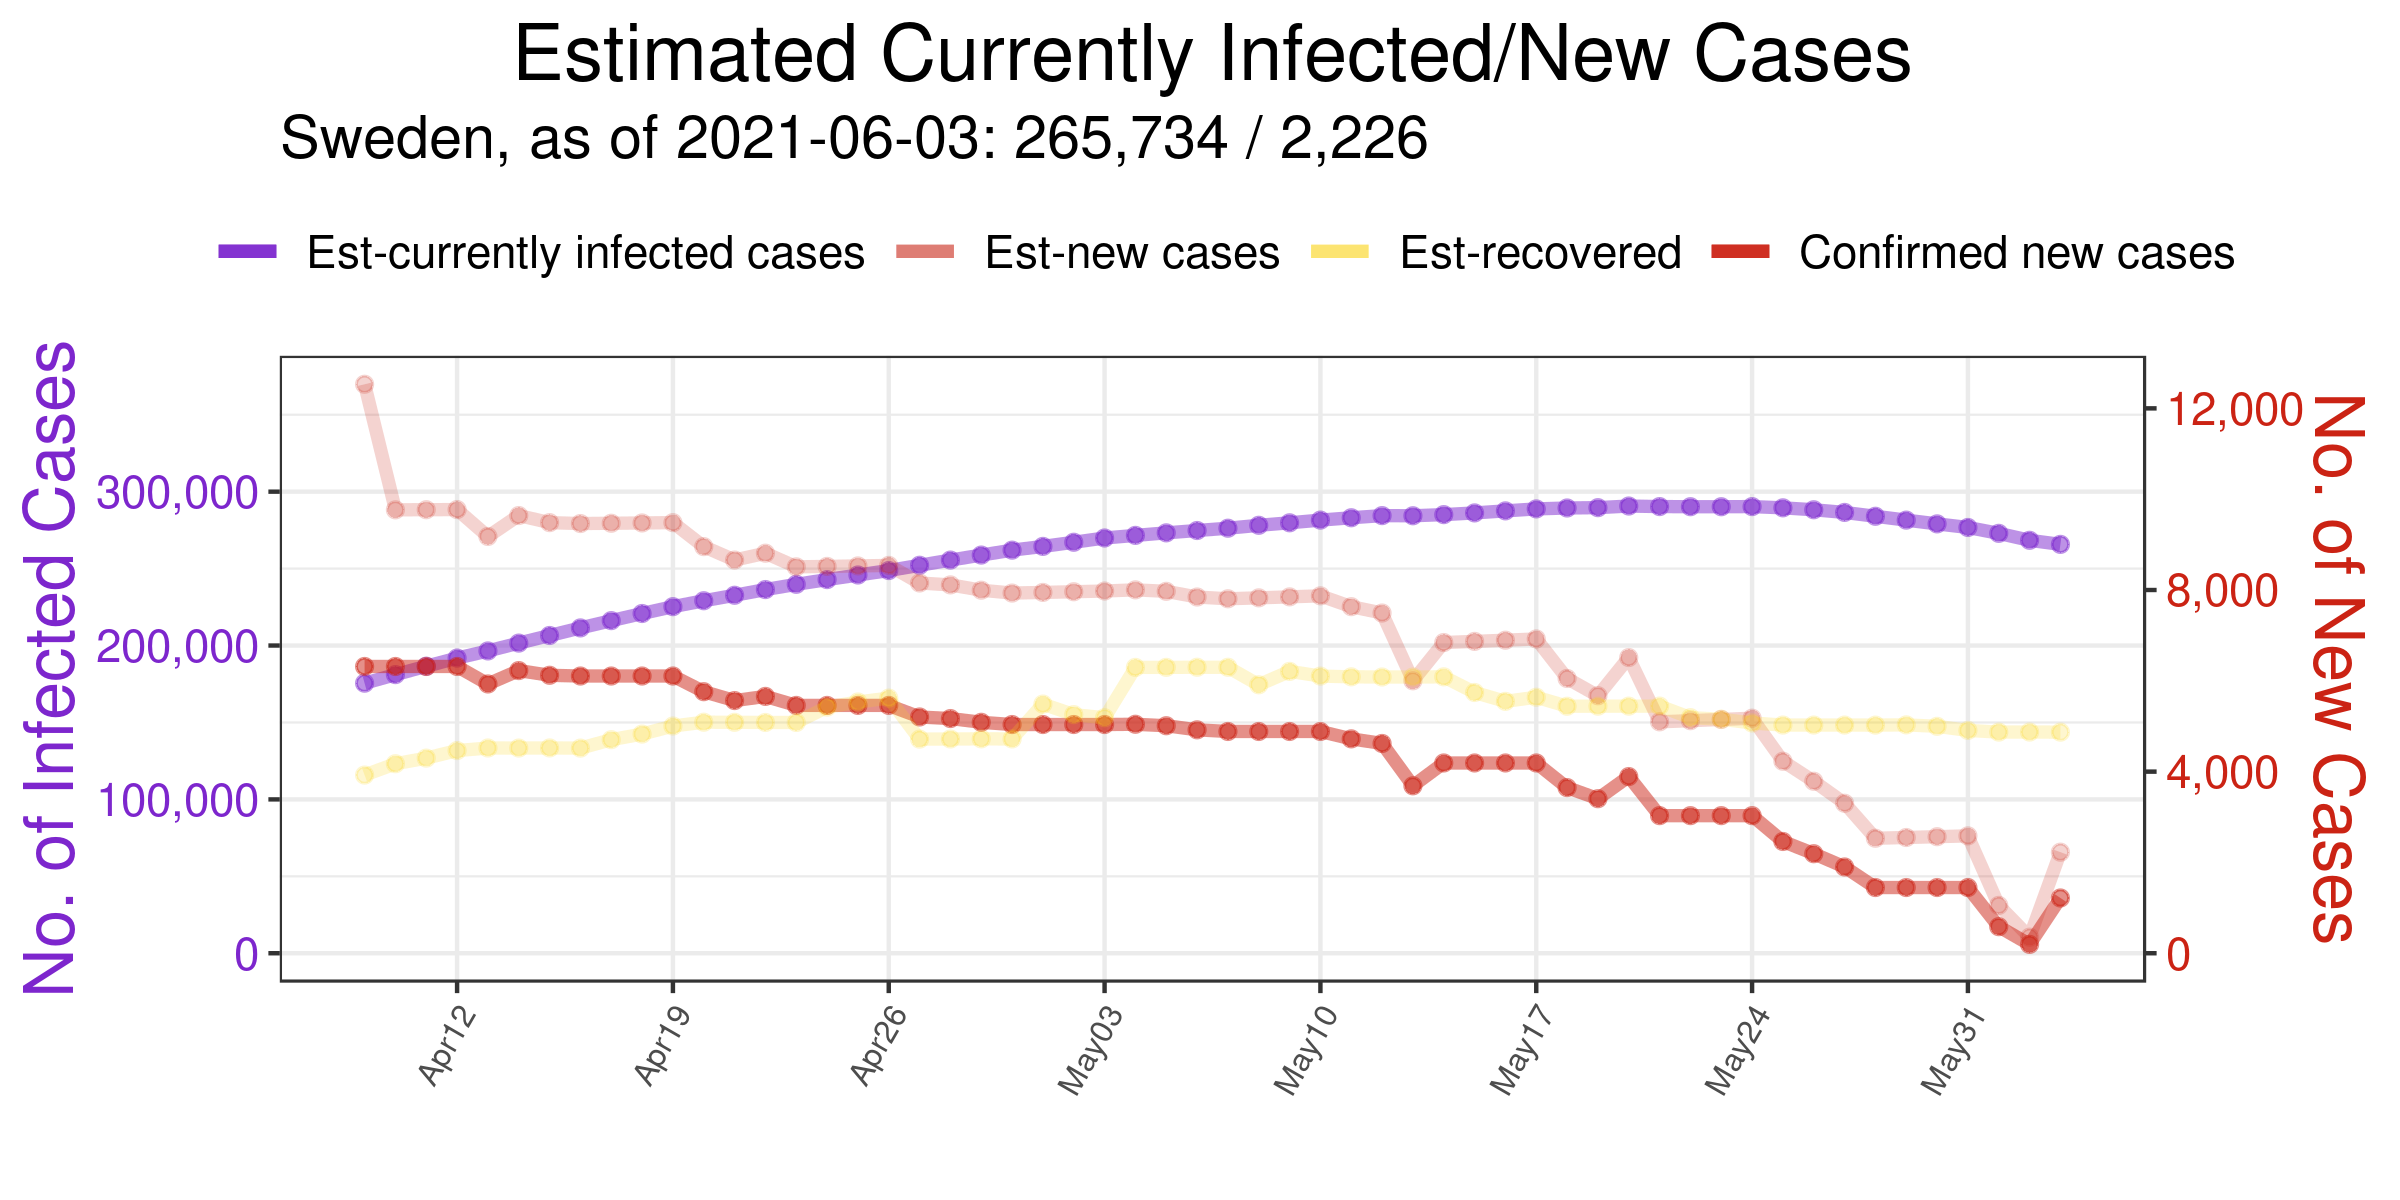 Estimated Currently Infected/New Cases
Sweden, as of 2021-06-03: 265,734 / 2,226
Est-currently infected cases Est-new cases Est-recovered Confirmed new cases
No. of Infected Cases
300,000
200,000
100,000
0
12,000
8,000
4,000
0
No. of New Cases
Apr12 Apr19 Apr26 May03 May10 May17 May24 May31